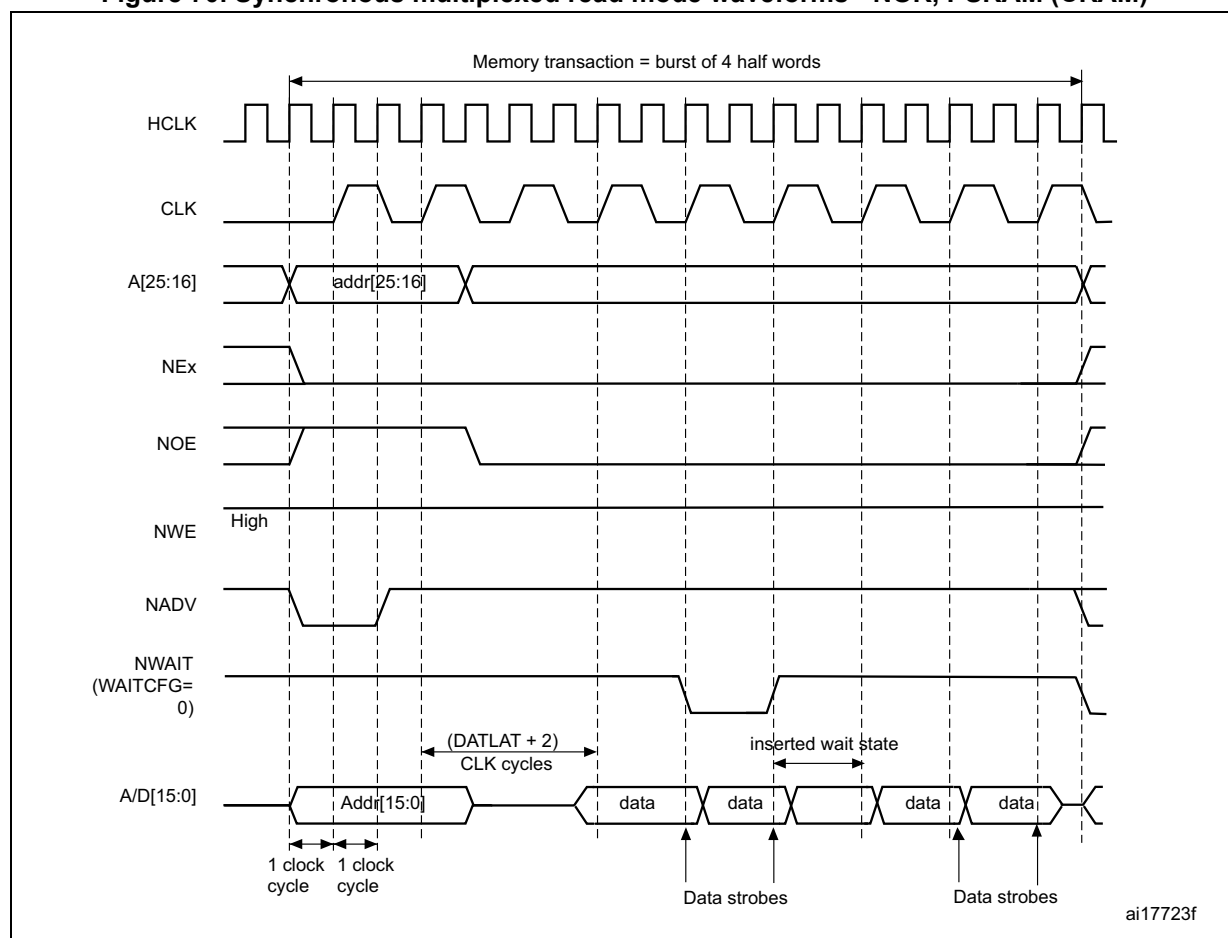 Memory transaction = burst of 4 half words
HCLK
CLK
A[25:16]
addr[25:16]
NEx
NOE
High
NWE
NADV
NWAIT
(WAITCFG=
0)
(DATLAT + 2)
CLK cycles
inserted wait state
A/D[15:0]
Addr[15:0]
data
data
data
data
1 clock
cycle
1 clock
cycle
Data strobes
Data strobes
ai17723f